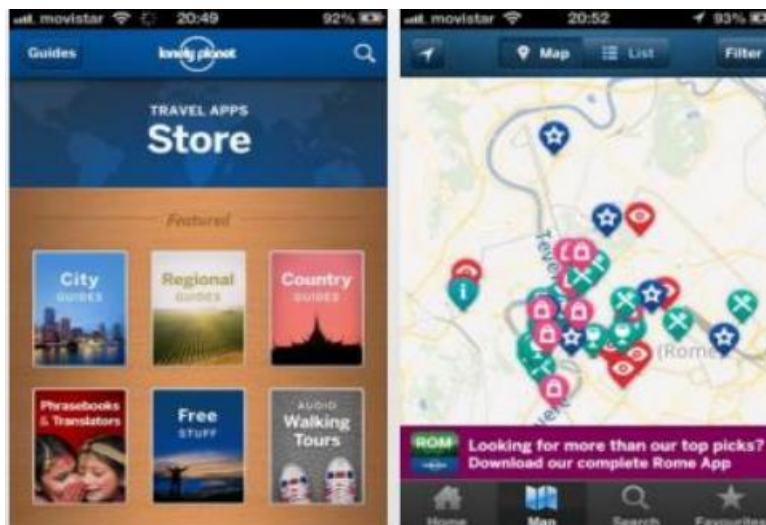 movistar 20:49 92%
Guides lonely planet
TRAVEL APPS
Store
Featured
City
GUIDES
Regional
GUIDES
Country
GUIDES
Phrasebooks
& Translators
Free
STUFF
AUDIO
Walking
Tours
movistar 20:52 93%
Map List Filter
Teve
(Rome
ROM
Looking for more than our top picks?
Download our complete Rome App
Home Map Search Favourites